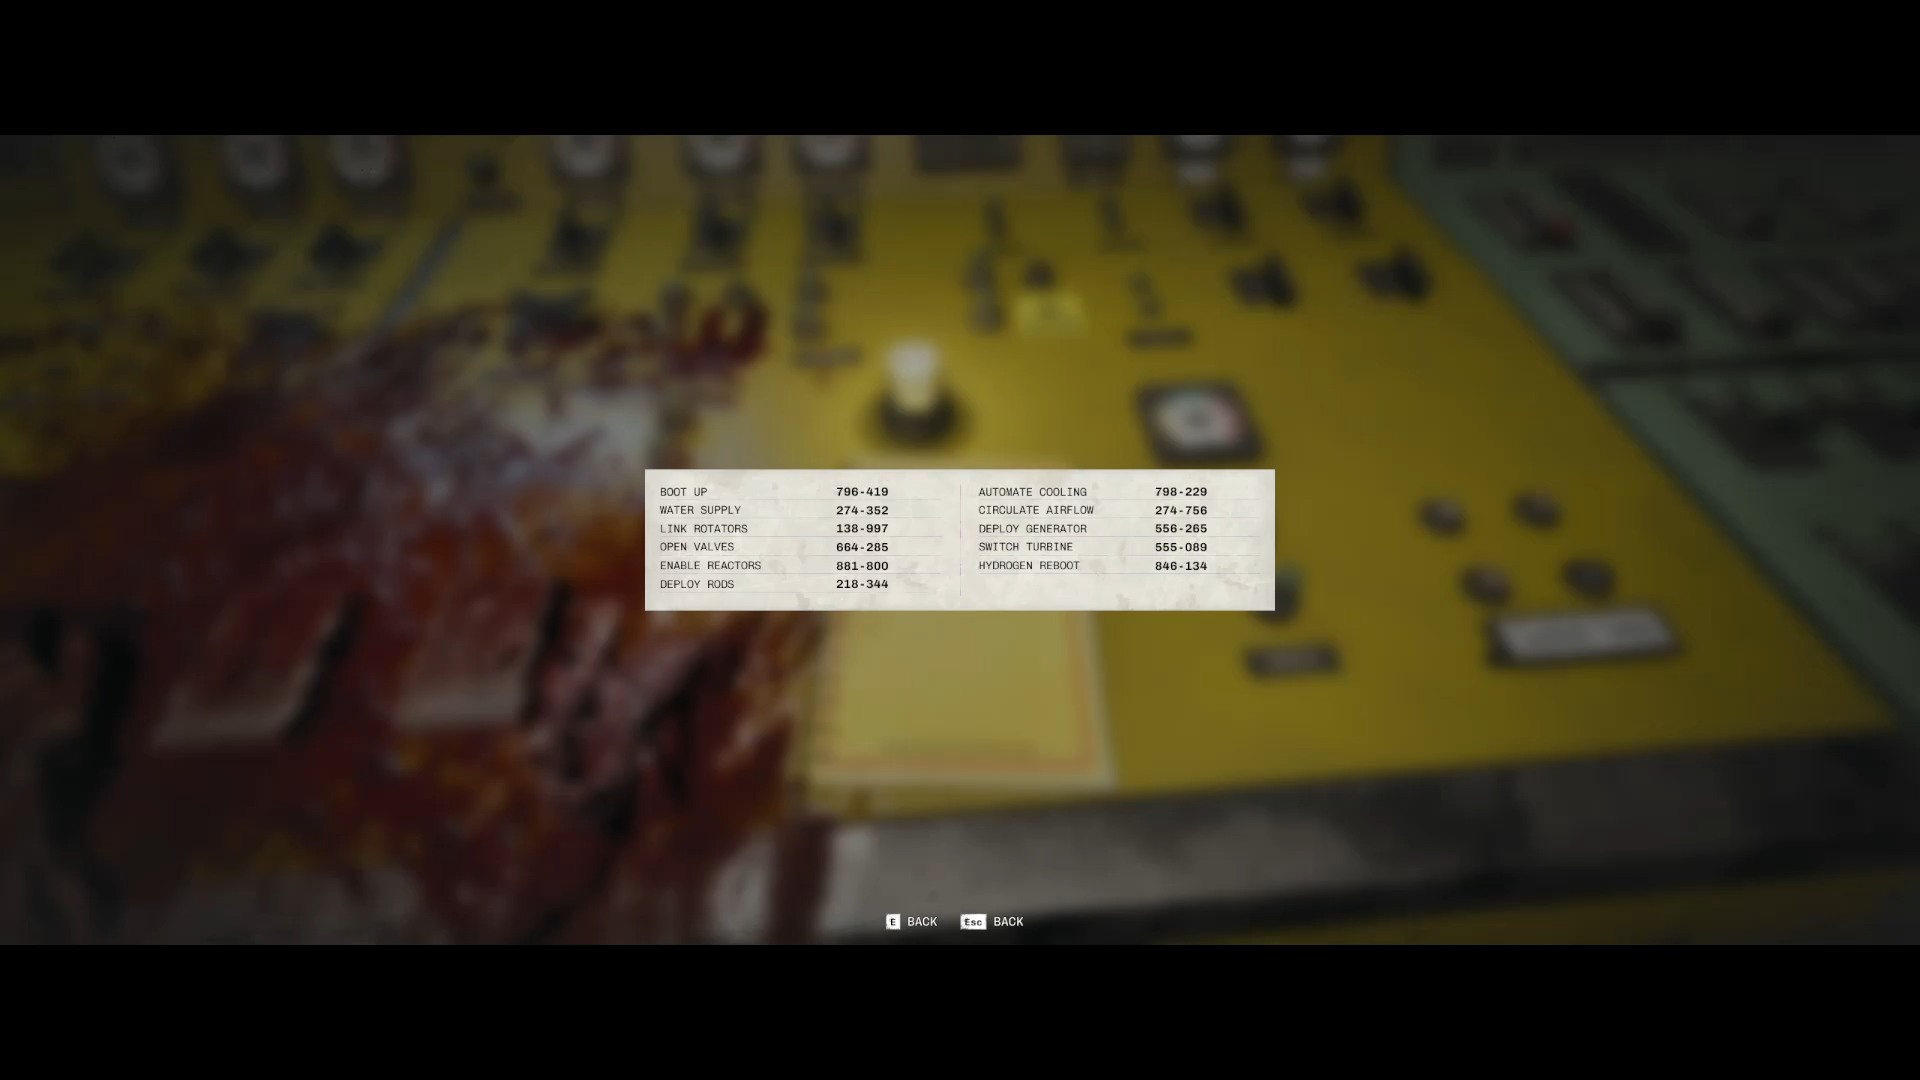 BOOT UP 796-419
WATER SUPPLY 274-352
LINK ROTATORS 138-997
OPEN VALVES 664-285
ENABLE REACTORS 881-800
DEPLOY RODS 218-344
AUTOMATE COOLING 798-229
CIRCULATE AIRFLOW 274-756
DEPLOY GENERATOR 556-265
SWITCH TURBINE 555-089
HYDROGEN REBOOT 846-134
E BACK Esc BACK